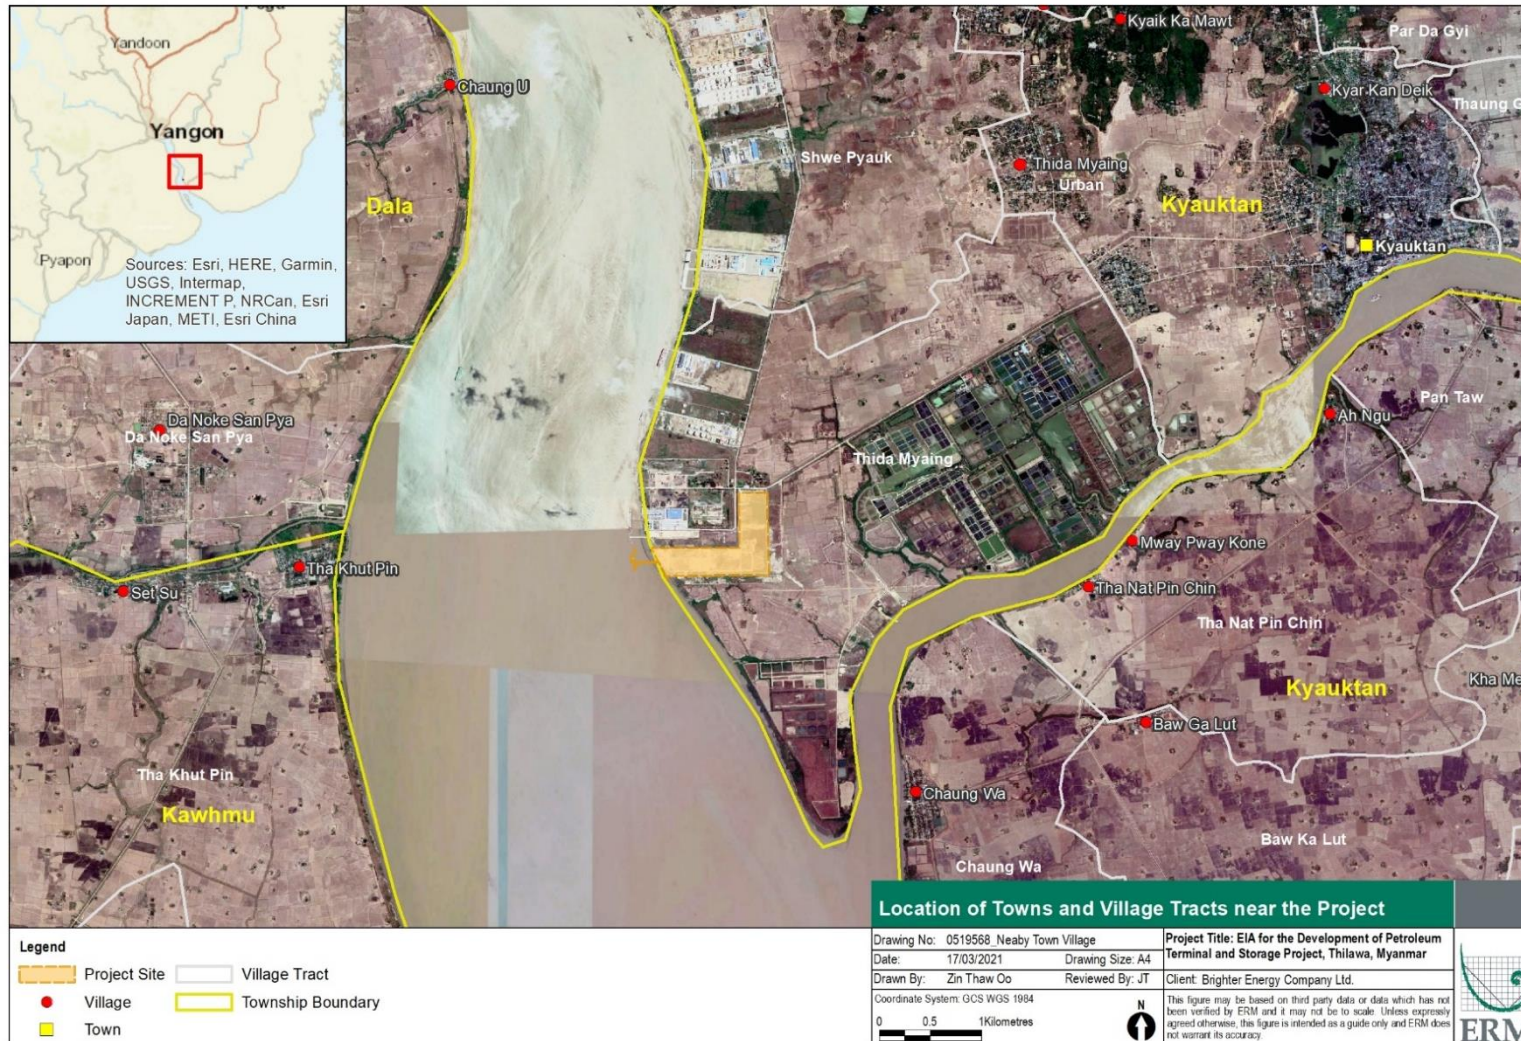 Pegu
Yandoon
Yangon
Pyapon
Sources: Esri, HERE, Garmin,
USGS, Intermap,
INCREMENT P, NRCan, Esri
Japan, METI, Esri China
Kyaik Ka Mawt
Par Da Gyi
Chaung U
Kyar Kan Deik
Thaung G
Shwe Pyauk
Thida Myaing
Urban
Dala
Kyauktan
Kyauktan
Da Noke San Pya
Da Noke San Pya
Pan Taw
Ah Ngu
Thida Myaing
Mway Pway Kone
Tha Khut Pin
Set Su
Tha Nat Pin Chin
Tha Nat Pin Chin
Kyauktan
Kha Me
Baw Ga Lut
Tha Khut Pin
Kawhmu
Chaung Wa
Baw Ka Lut
Chaung Wa
Location of Towns and Village Tracts near the Project
Drawing No: 0519568_Neaby Town Village
Date: 17/03/2021 Drawing Size: A4
Drawn By: Zin Thaw Oo Reviewed By: JT
Coordinate System: GCS WGS 1984
0 0.5 1Kilometres
N
Project Title: EIA for the Development of Petroleum
Terminal and Storage Project, Thilawa, Myanmar
Client: Brighter Energy Company Ltd.
This figure may be based on third party data or data which has not
been verified by ERM and it may not be to scale. Unless expressly
agreed otherwise, this figure is intended as a guide only and ERM does
not warrant its accuracy.
ERM
Legend
Project Site
Village Tract
Village
Township Boundary
Town